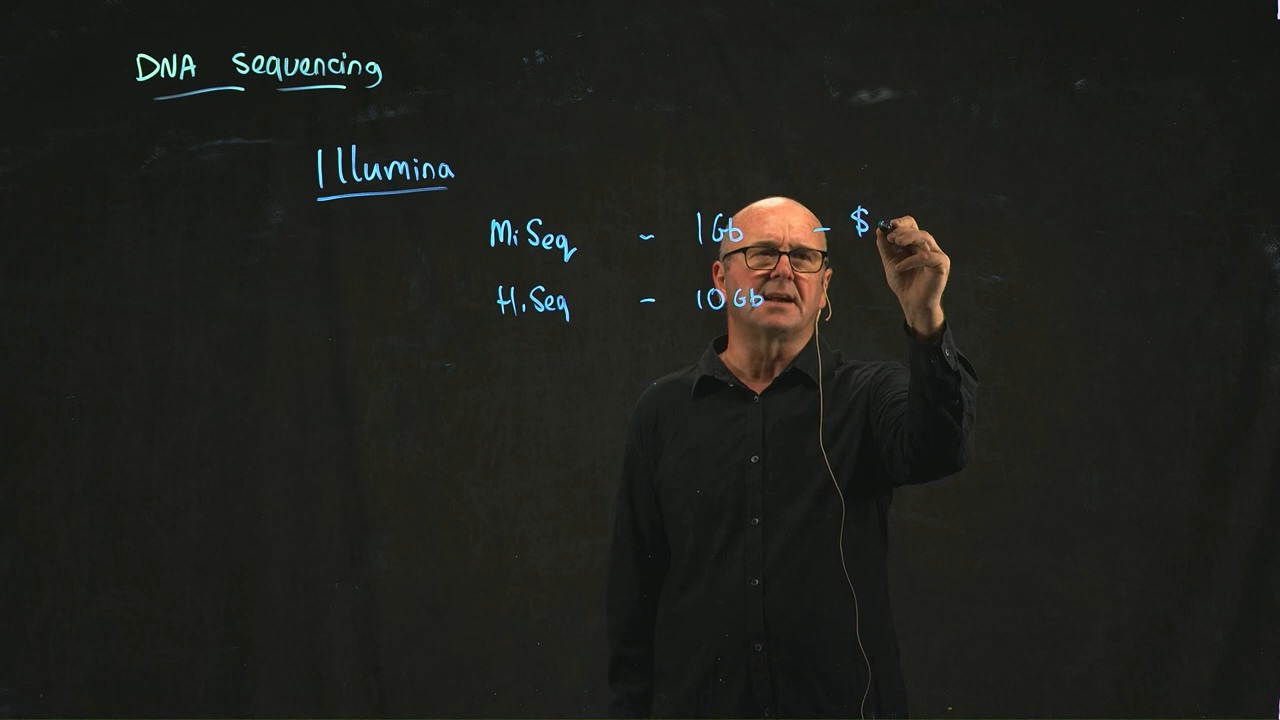 DNA sequencing
Illumina
MiSeq - 1Gb - $
HiSeq - 10Gb